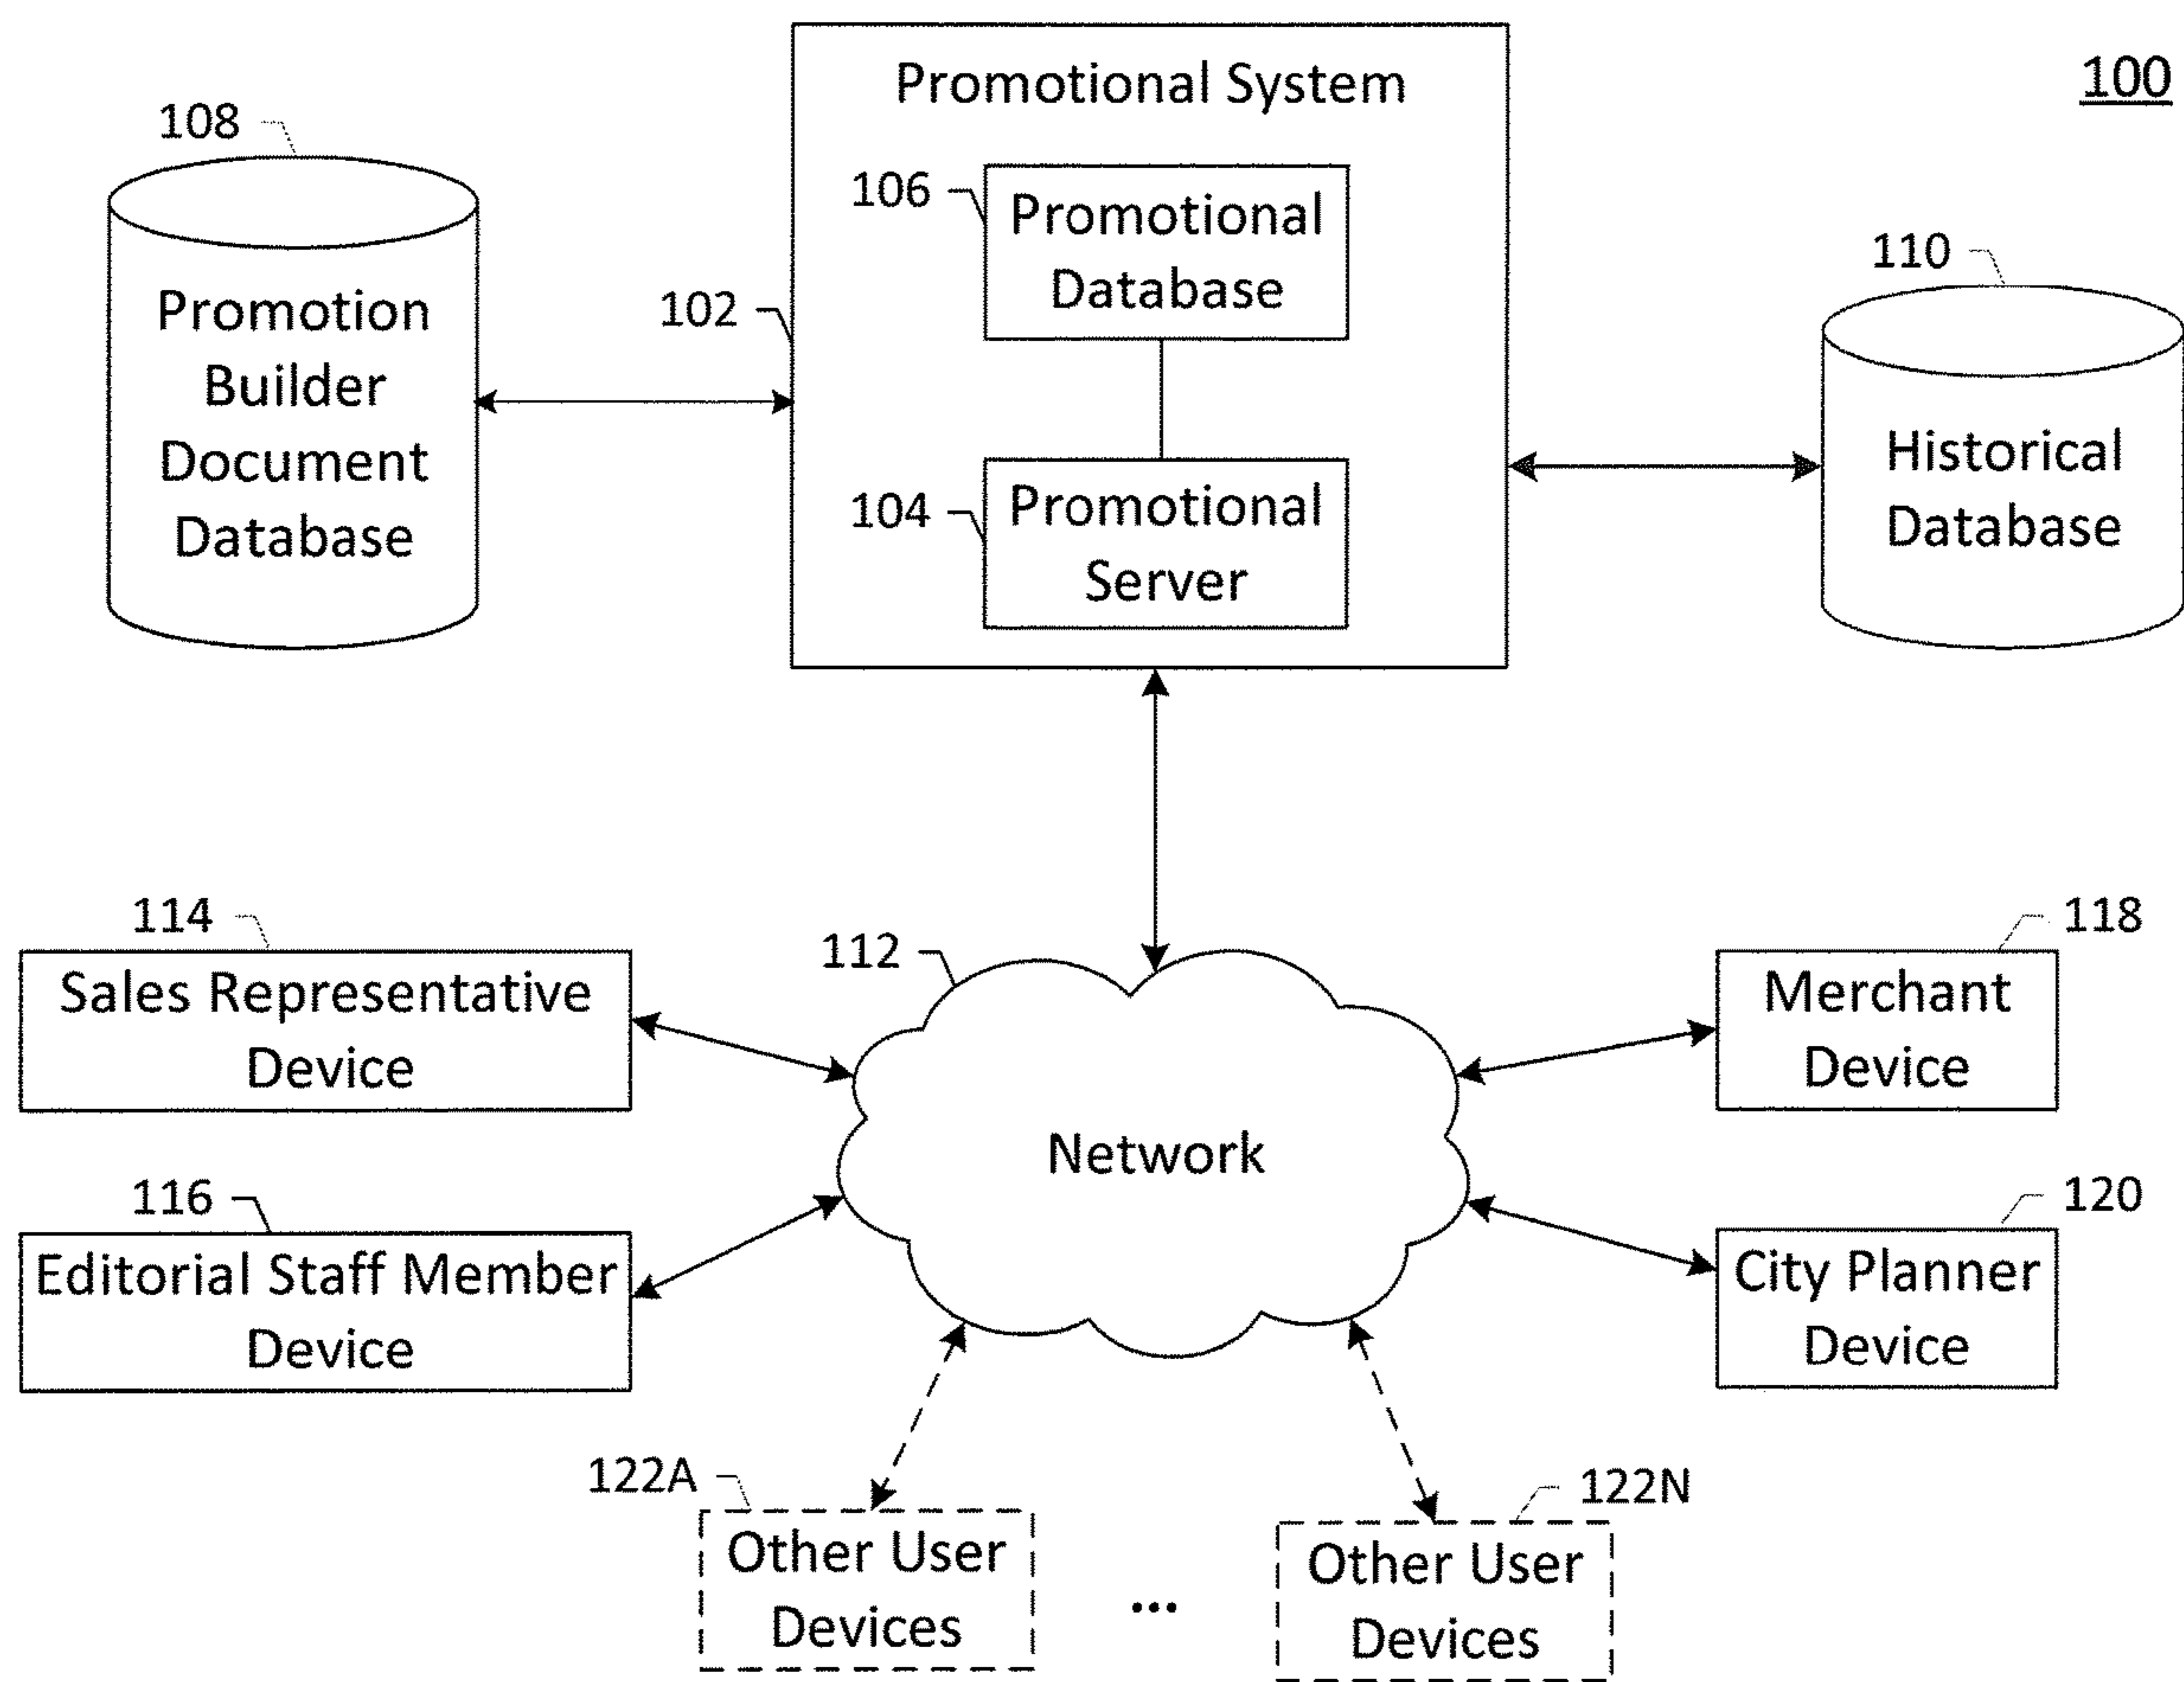 Promotional System
100
108
106
Promotional
Database
110
Promotion
Builder
Document
Database
102
Historical
Database
104
Promotional
Server
114
112
118
Sales Representative
Device
Merchant
Device
Network
116
120
Editorial Staff Member
Device
City Planner
Device
122A
122N
Other User
Devices
...
Other User
Devices